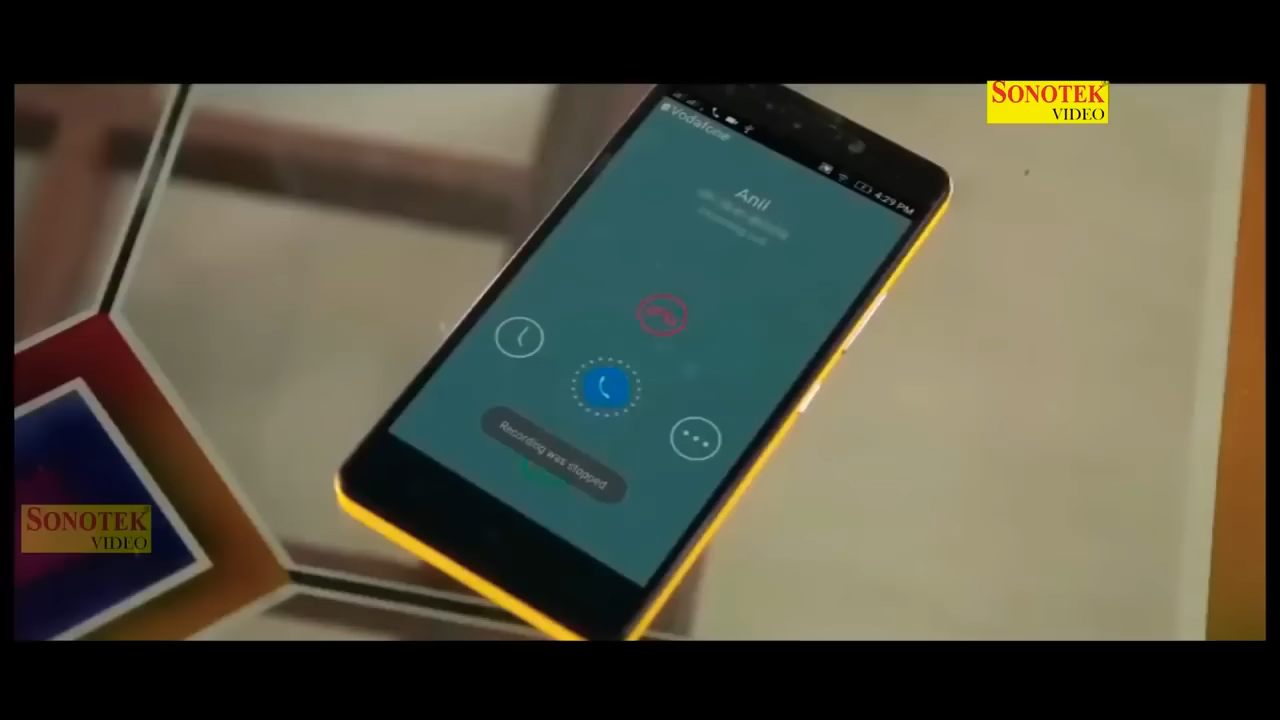 SONOTEK
VIDEO
Vodafone
4:29 PM
Anil
Recording was stopped
SONOTEK
VIDEO